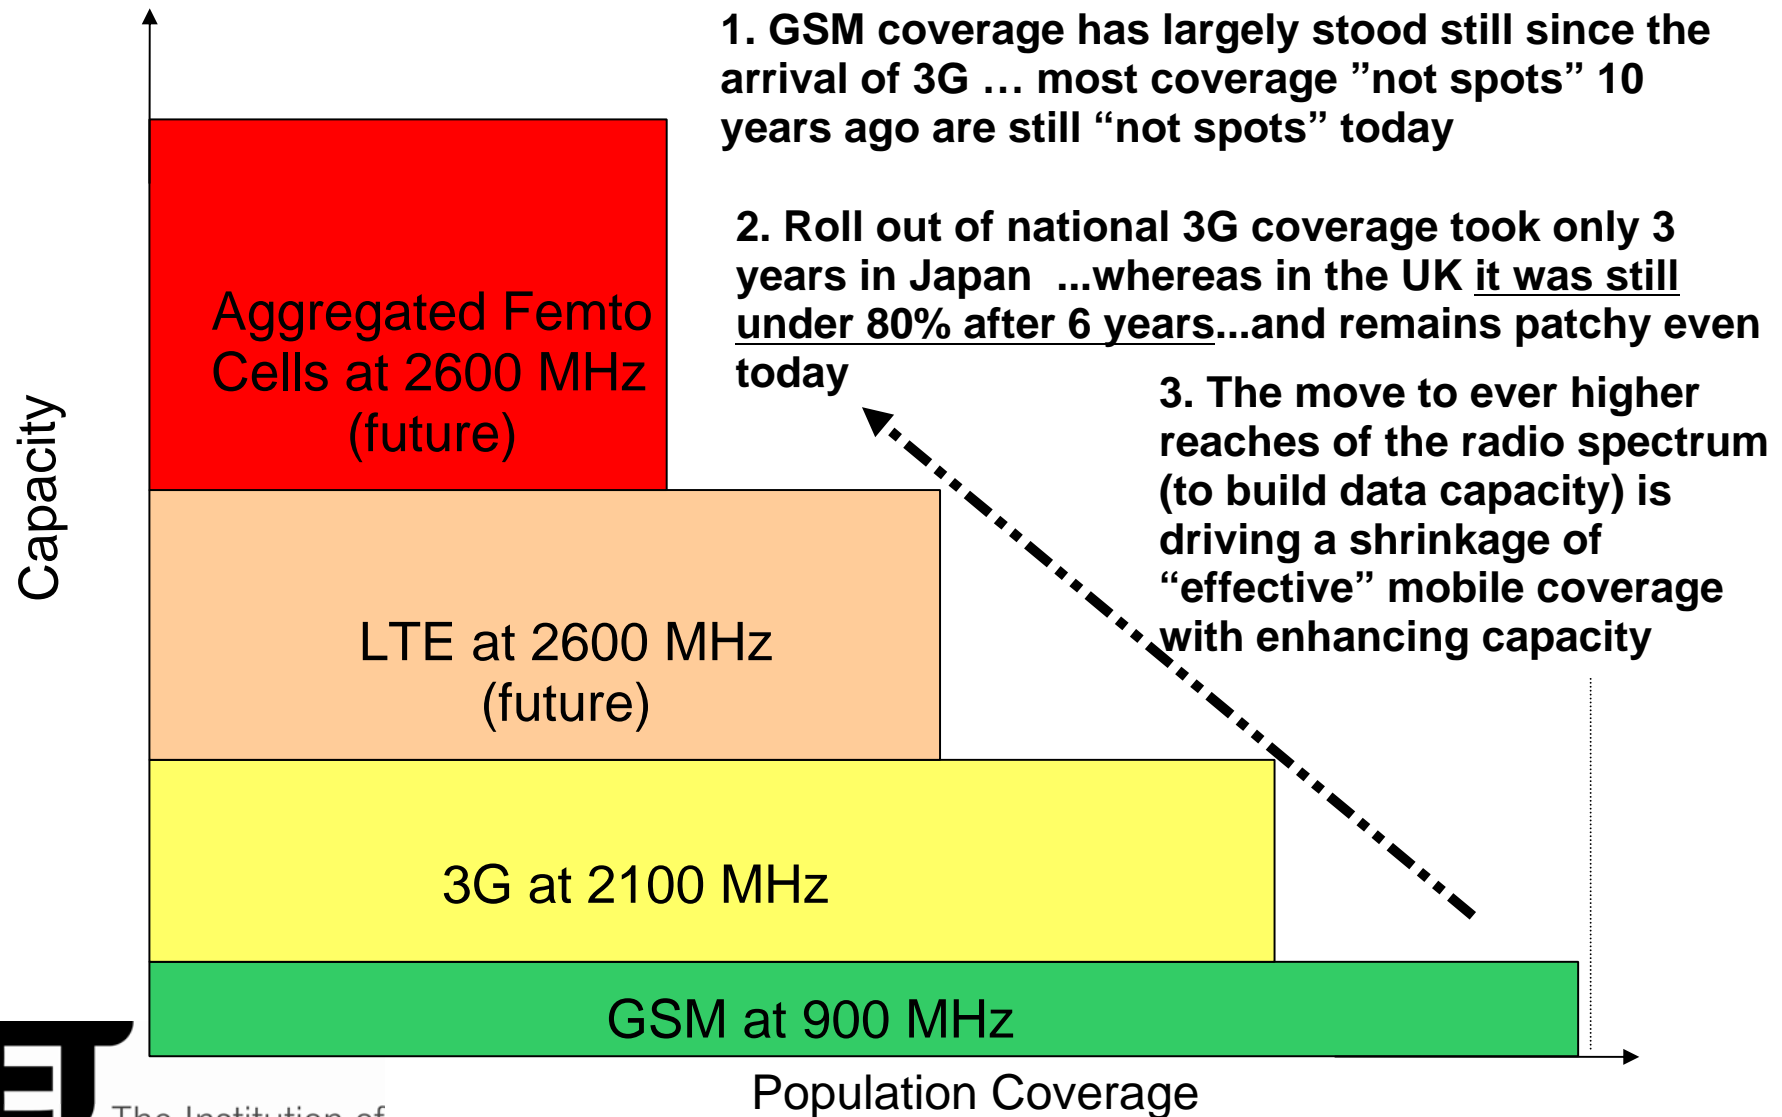 1. GSM coverage has largely stood still since the
arrival of 3G … most coverage ”not spots” 10
years ago are still “not spots” today
2. Roll out of national 3G coverage took only 3
years in Japan ...whereas in the UK it was still
under 80% after 6 years...and remains patchy even
today
3. The move to ever higher
reaches of the radio spectrum
(to build data capacity) is
driving a shrinkage of
“effective” mobile coverage
with enhancing capacity
Capacity
Aggregated Femto
Cells at 2600 MHz
(future)
LTE at 2600 MHz
(future)
3G at 2100 MHz
GSM at 900 MHz
Population Coverage
ET
The Institution of